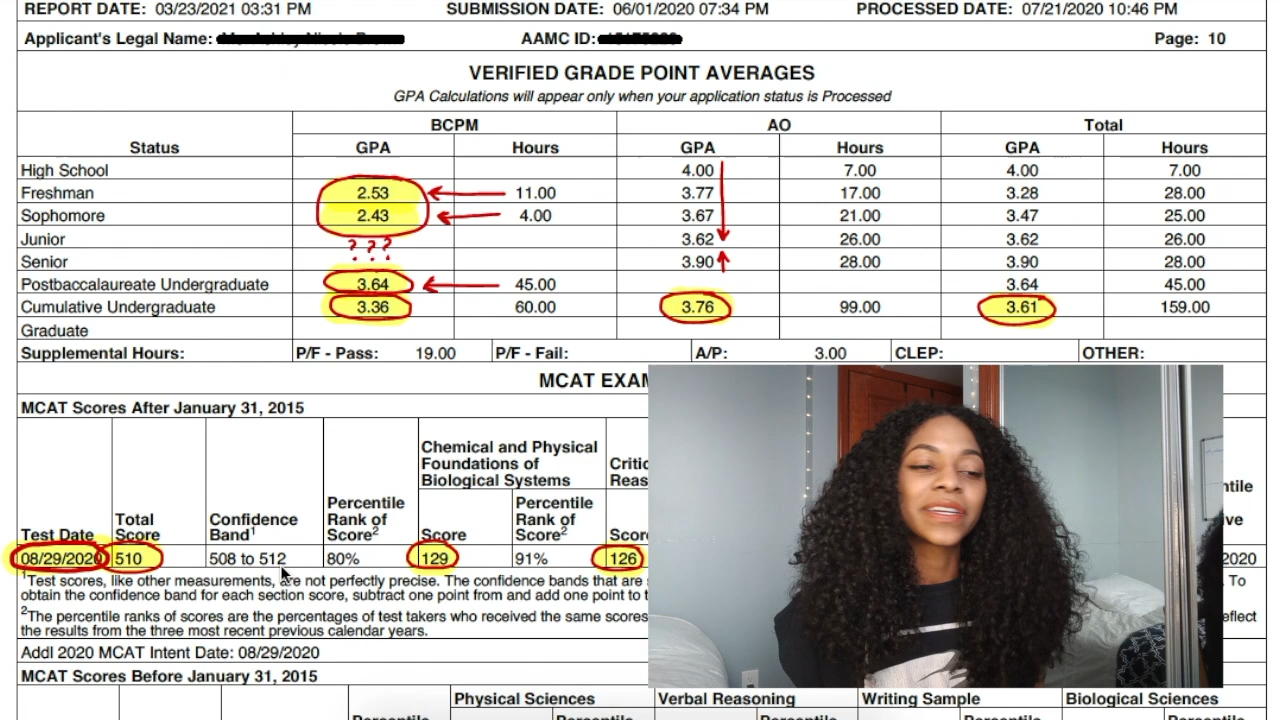 REPORT DATE: 03/23/2021 03:31 PM SUBMISSION DATE: 06/01/2020 07:34 PM PROCESSED DATE: 07/21/2020 10:46 PM
Applicant's Legal Name: AAMC ID: Page: 10
VERIFIED GRADE POINT AVERAGES
GPA Calculations will appear only when your application status is Processed
BCPM AO Total
Status GPA Hours GPA Hours GPA Hours
High School 4.00 7.00 4.00 7.00
Freshman 2.53 11.00 3.77 17.00 3.28 28.00
Sophomore 2.43 4.00 3.67 21.00 3.47 25.00
Junior ? ? ? 3.62 26.00 3.62 26.00
Senior 3.90 28.00 3.90 28.00
Postbaccalaureate Undergraduate 3.64 45.00 3.64 45.00
Cumulative Undergraduate 3.36 60.00 3.76 99.00 3.61 159.00
Graduate
Supplemental Hours: P/F - Pass: 19.00 P/F - Fail: A/P: 3.00 CLEP: OTHER:
MCAT
MCAT Scores After January 31, 2015
Chemical and Physical
Foundations of
Biological Systems
Percentile Rank of Score2
Test Date Total Score Confidence Band1 Percentile Rank of Score2 Score Score
08/29/2020 510 508 to 512 80% 129 91% 126 2020
1Test scores, like other measurements, are not perfectly precise. The confidence bands that are To
obtain the confidence band for each section score, subtract one point from and add one point to
2The percentile ranks of scores are the percentages of test takers who received the same scores
the results from the three most recent previous calendar years.
Addl 2020 MCAT Intent Date: 08/29/2020
MCAT Scores Before January 31, 2015
Physical Sciences Verbal Reasoning Writing Sample Biological Sciences